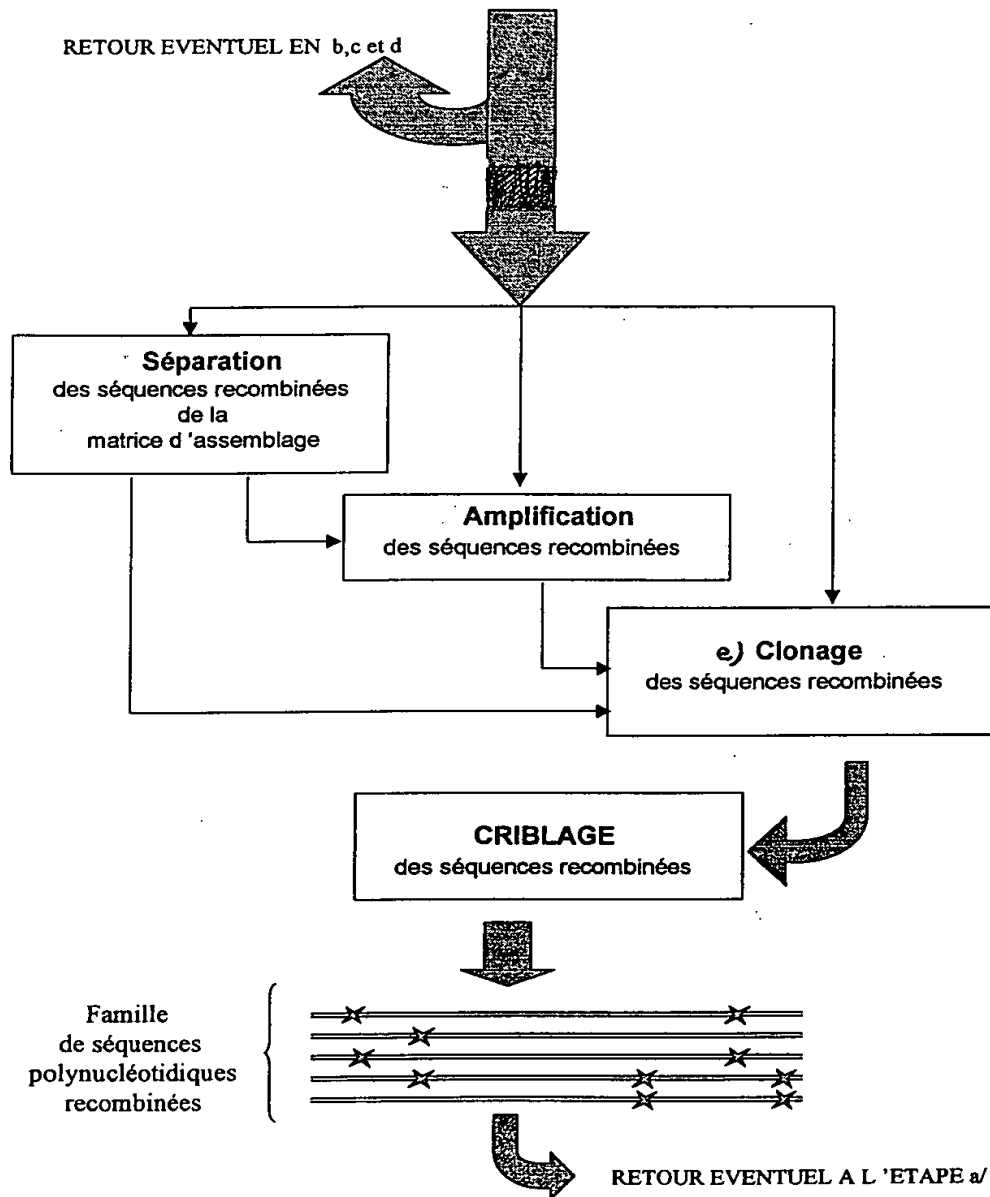 RETOUR EVENTUEL EN b,c et d
Séparation
des séquences recombinées
de la
matrice d 'assemblage
Amplification
des séquences recombinées
e) Clonage
des séquences recombinées
CRIBLAGE
des séquences recombinées
Famille
de séquences
polynucléotidiques
recombinées
RETOUR EVENTUEL A L 'ETAPE a/